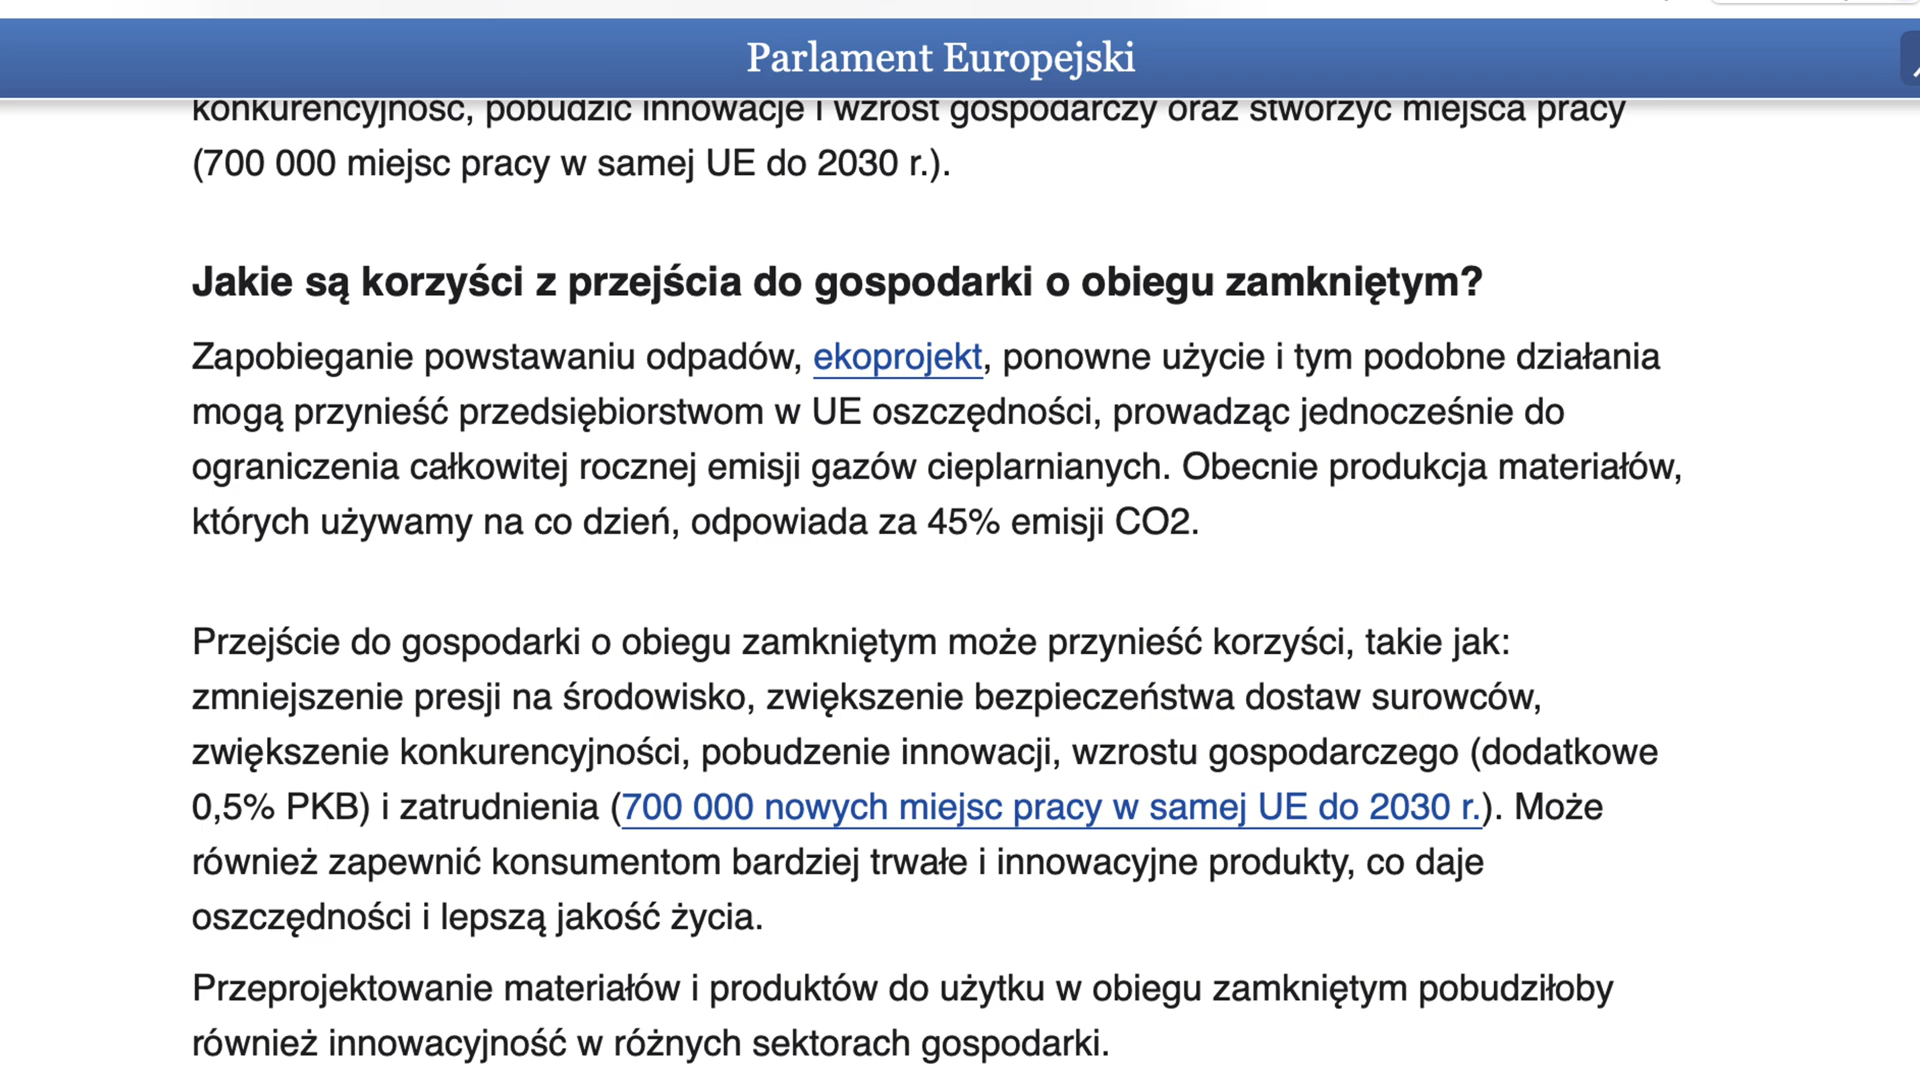 Parlament Europejski
konkurencyjność, pobudzić innowacje i wzrost gospodarczy oraz stworzyć miejsca pracy
(700 000 miejsc pracy w samej UE do 2030 r.).
Jakie są korzyści z przejścia do gospodarki o obiegu zamkniętym?
Zapobieganie powstawaniu odpadów, ekoprojekt, ponowne użycie i tym podobne działania
mogą przynieść przedsiębiorstwom w UE oszczędności, prowadząc jednocześnie do
ograniczenia całkowitej rocznej emisji gazów cieplarnianych. Obecnie produkcja materiałów,
których używamy na co dzień, odpowiada za 45% emisji CO2.
Przejście do gospodarki o obiegu zamkniętym może przynieść korzyści, takie jak:
zmniejszenie presji na środowisko, zwiększenie bezpieczeństwa dostaw surowców,
zwiększenie konkurencyjności, pobudzenie innowacji, wzrostu gospodarczego (dodatkowe
0,5% PKB) i zatrudnienia (700 000 nowych miejsc pracy w samej UE do 2030 r.). Może
również zapewnić konsumentom bardziej trwałe i innowacyjne produkty, co daje
oszczędności i lepszą jakość życia.
Przeprojektowanie materiałów i produktów do użytku w obiegu zamkniętym pobudziłoby
również innowacyjność w różnych sektorach gospodarki.